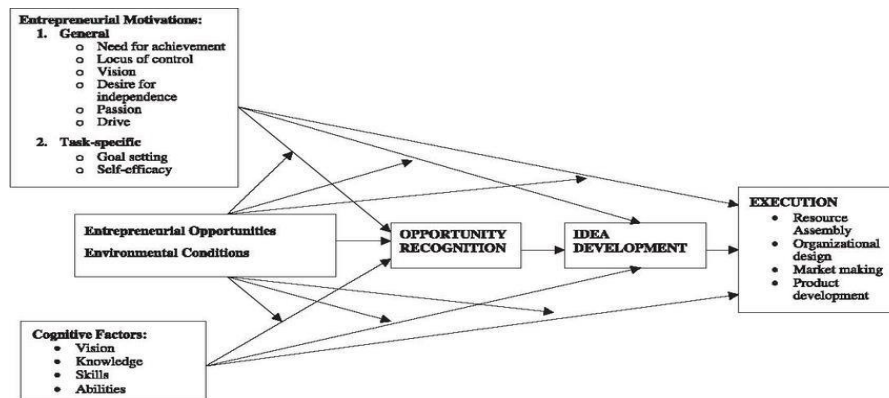 Entrepreneurial Motivations:
1. General
o Need for achievement
o Locus of control
o Vision
o Desire for
independence
o Passion
o Drive
2. Task-specific
o Goal setting
o Self-efficacy
Entrepreneurial Opportunities
Environmental Conditions
OPPORTUNITY
RECOGNITION
IDEA
DEVELOPMENT
EXECUTION
• Resource
Assembly
• Organizational
design
• Market making
• Product
development
Cognitive Factors:
• Vision
• Knowledge
• Skills
• Abilities